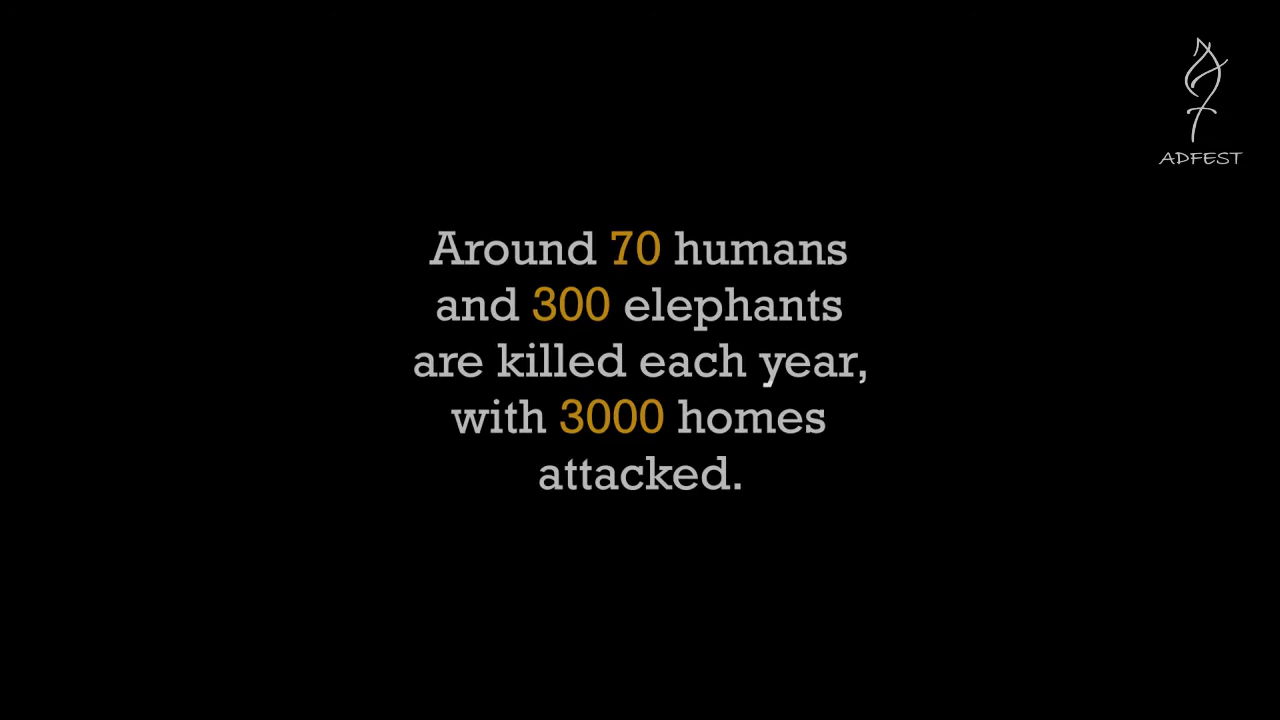 ADFEST
Around 70 humans
and 300 elephants
are killed each year,
with 3000 homes
attacked.